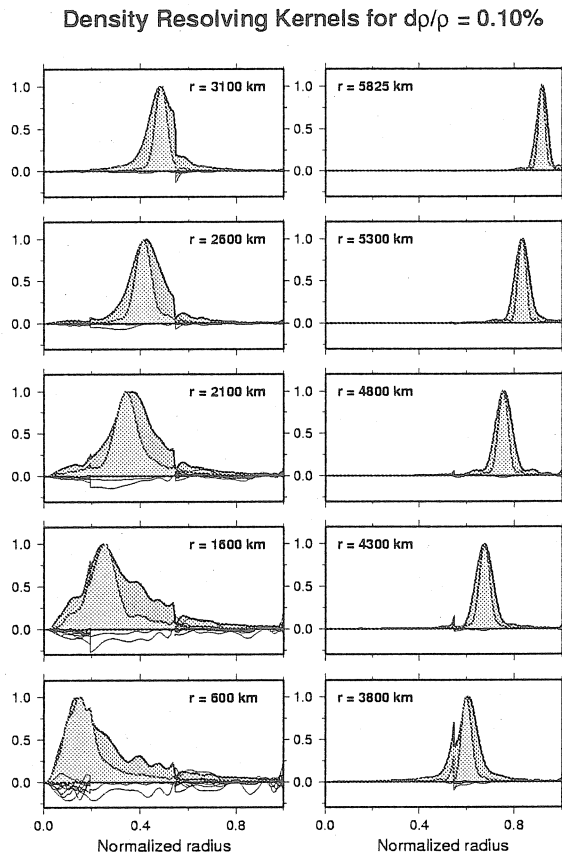 Density Resolving Kernels for dρ/ρ = 0.10%
r = 3100 km
r = 5825 km
1.0
0.5
0.0
1.0
0.5
0.0
r = 2600 km
r = 5300 km
1.0
0.5
0.0
1.0
0.5
0.0
r = 2100 km
r = 4800 km
1.0
0.5
0.0
1.0
0.5
0.0
r = 1600 km
r = 4300 km
1.0
0.5
0.0
1.0
0.5
0.0
r = 600 km
r = 3800 km
1.0
0.5
0.0
1.0
0.5
0.0
0.0 0.4 0.8
0.0 0.4 0.8
Normalized radius
Normalized radius